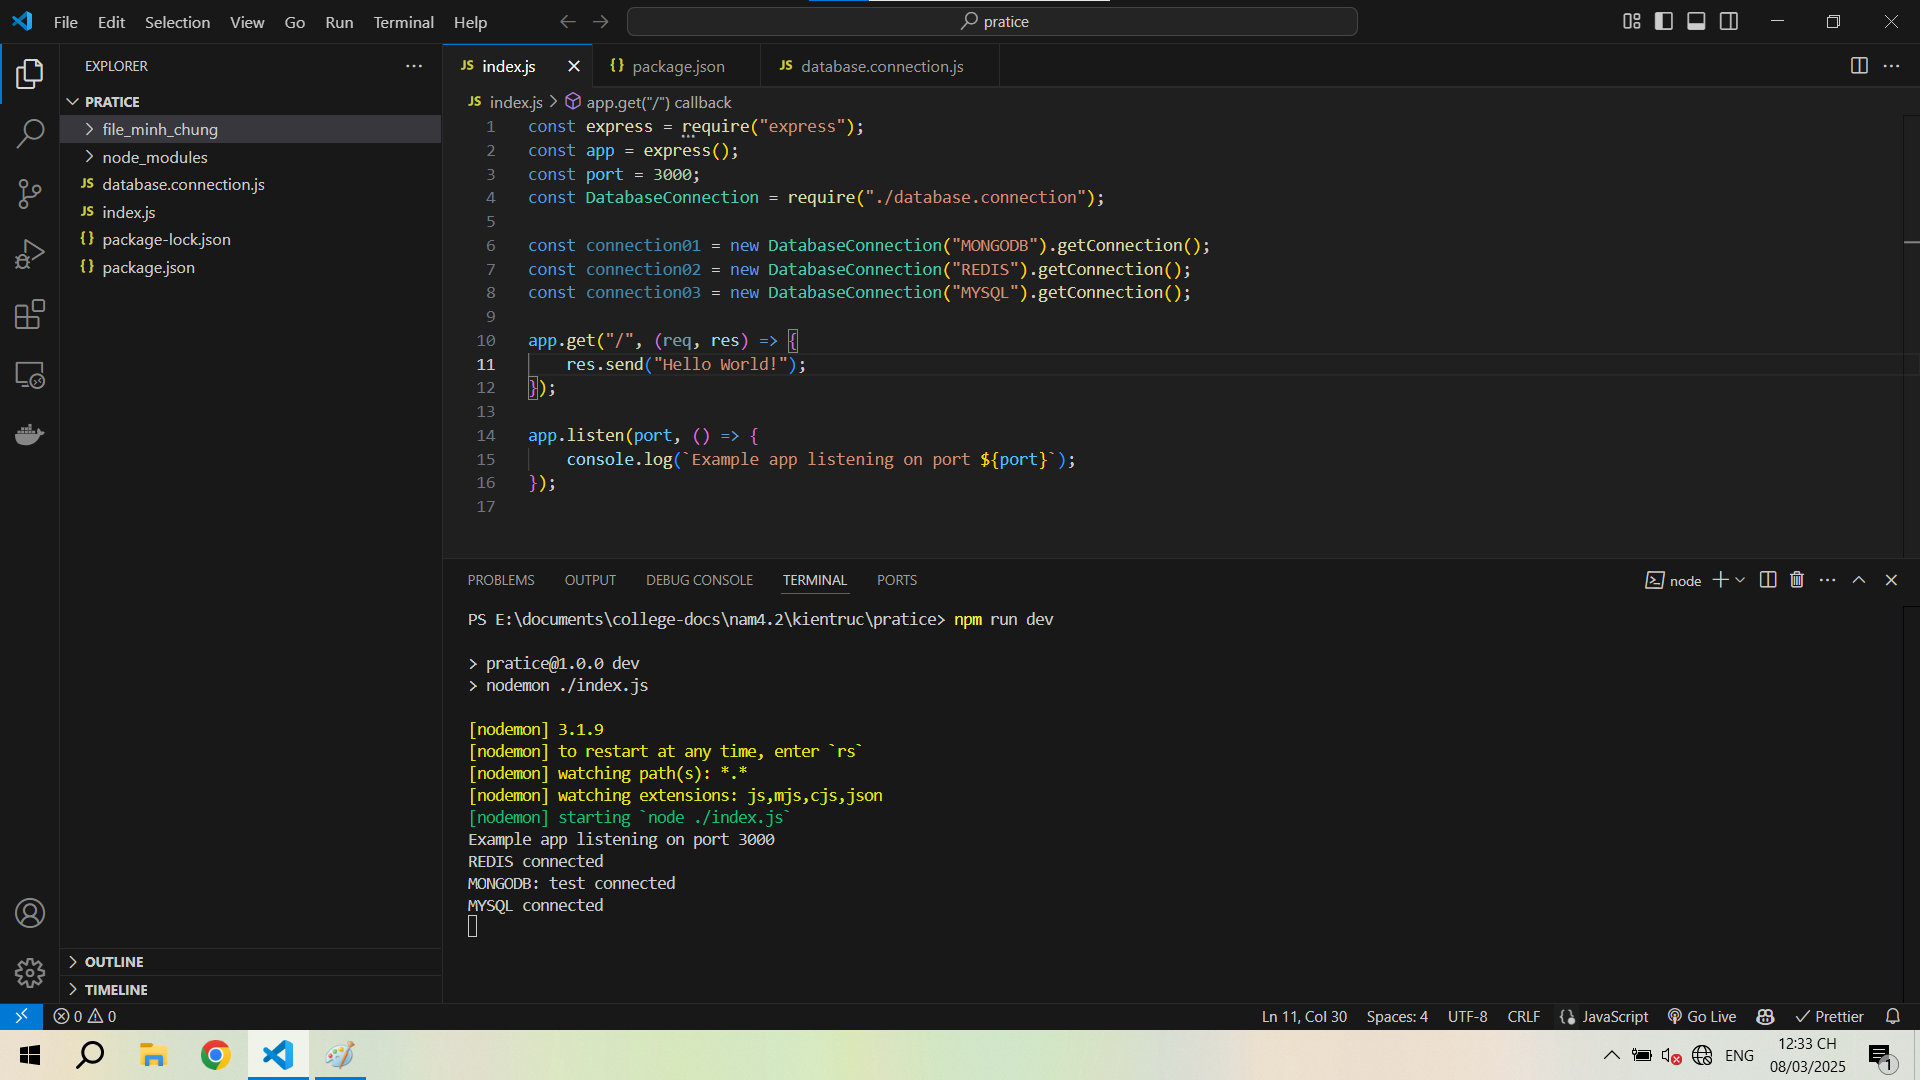 File Edit Selection View Go Run Terminal Help
pratice
EXPLORER
PRATICE
file_minh_chung
node_modules
JS database.connection.js
JS index.js
{} package-lock.json
{} package.json
OUTLINE
TIMELINE
JS index.js
{} package.json
JS database.connection.js
JS index.js > app.get("/") callback
1 const express = require("express");
2 const app = express();
3 const port = 3000;
4 const DatabaseConnection = require("./database.connection");
5
6 const connection01 = new DatabaseConnection("MONGODB").getConnection();
7 const connection02 = new DatabaseConnection("REDIS").getConnection();
8 const connection03 = new DatabaseConnection("MYSQL").getConnection();
9
10 app.get("/", (req, res) => {
11 res.send("Hello World!");
12 });
13
14 app.listen(port, () => {
15 console.log(`Example app listening on port ${port}`);
16 });
17
PROBLEMS OUTPUT DEBUG CONSOLE TERMINAL PORTS
node
PS E:\documents\college-docs\nam4.2\kientruc\pratice> npm run dev
> pratice@1.0.0 dev
> nodemon ./index.js
[nodemon] 3.1.9
[nodemon] to restart at any time, enter `rs`
[nodemon] watching path(s): *.*
[nodemon] watching extensions: js,mjs,cjs,json
[nodemon] starting `node ./index.js`
Example app listening on port 3000
REDIS connected
MONGODB: test connected
MYSQL connected
0 0
Ln 11, Col 30 Spaces: 4 UTF-8 CRLF {} JavaScript Go Live Prettier
ENG
12:33 CH
08/03/2025
1